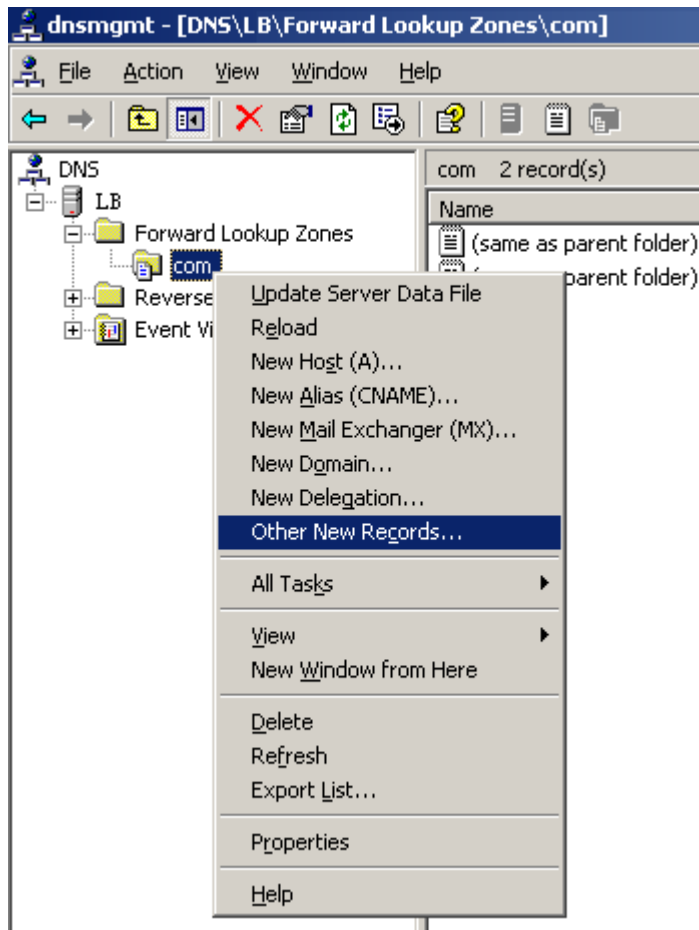 dnsmgmt - [DNS\LB\Forward Lookup Zones\com]
File Action View Window Help
DNS
LB
Forward Lookup Zones
com
Reverse
Event Vi
com 2 record(s)
Name
(same as parent folder)
parent folder)
Update Server Data File
Reload
New Host (A)...
New Alias (CNAME)...
New Mail Exchanger (MX)...
New Domain...
New Delegation...
Other New Records...
All Tasks
View
New Window from Here
Delete
Refresh
Export List...
Properties
Help